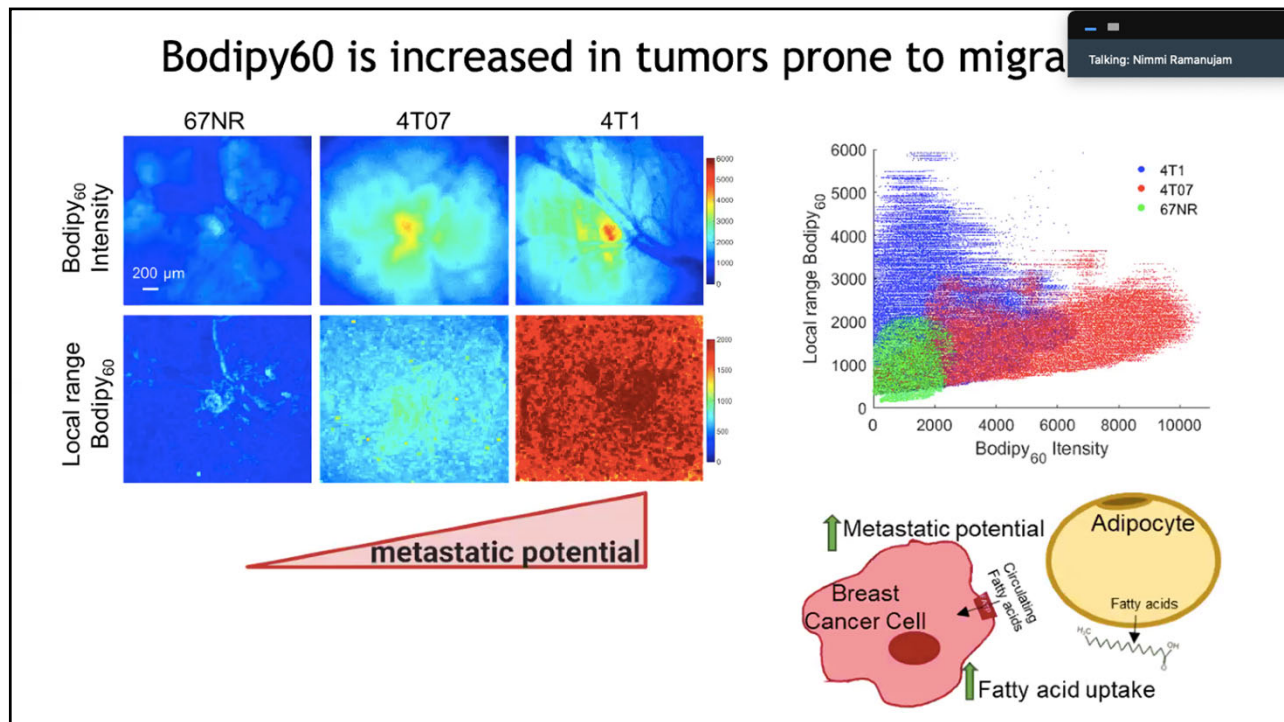 Bodipy60 is increased in tumors prone to migra
Talking: Nimmi Ramanujam
67NR
4T07
4T1
Bodipy60
Intensity
200 µm
6000
5000
4000
3000
2000
1000
0
Local range
Bodipy60
2000
1500
1000
500
0
metastatic potential
Local range Bodipy60
6000
5000
4000
3000
2000
1000
0
4T1
4T07
67NR
0
2000
4000
6000
8000
10000
Bodipy60 Itensity
Metastatic potential
Breast
Cancer Cell
Circulating
Fatty acids
Fatty acid uptake
Adipocyte
Fatty acids
H3C
OH
O